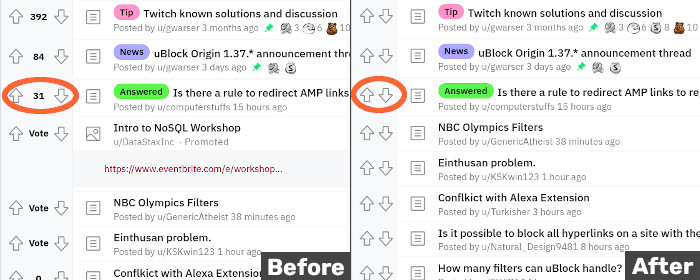 392
Tip Twitch known solutions and discussion
Posted by u/gwarser 3 months ago 3 6 10
84
News uBlock Origin 1.37.* announcement thread
Posted by u/gwarser 3 days ago
31
Answered Is there a rule to redirect AMP links
Posted by u/computerstuffs 15 hours ago
Vote
Intro to NoSQL Workshop
u/DataStaxInc · Promoted
https://www.eventbrite.com/e/workshop...
Vote
NBC Olympics Filters
Posted by u/GenericAtheist 38 minutes ago
Vote
Einthusan problem.
Posted by u/KSKwin123 1 hour ago
0
Conflkict with Alexa Extension
Before
Tip Twitch known solutions and discussion
Posted by u/gwarser 3 months ago 3 6 8 10
News uBlock Origin 1.37.* announcement thre
Posted by u/gwarser 3 days ago
Answered Is there a rule to redirect AMP links to re
Posted by u/computerstuffs 15 hours ago
NBC Olympics Filters
Posted by u/GenericAtheist 38 minutes ago
Einthusan problem.
Posted by u/KSKwin123 1 hour ago
Conflkict with Alexa Extension
Posted by u/Turkisher 3 hours ago
Is it possible to block all hyperlinks on a site with the
Posted by u/Natural_Design9481 8 hours ago
How many filters can uBlock handle?
After